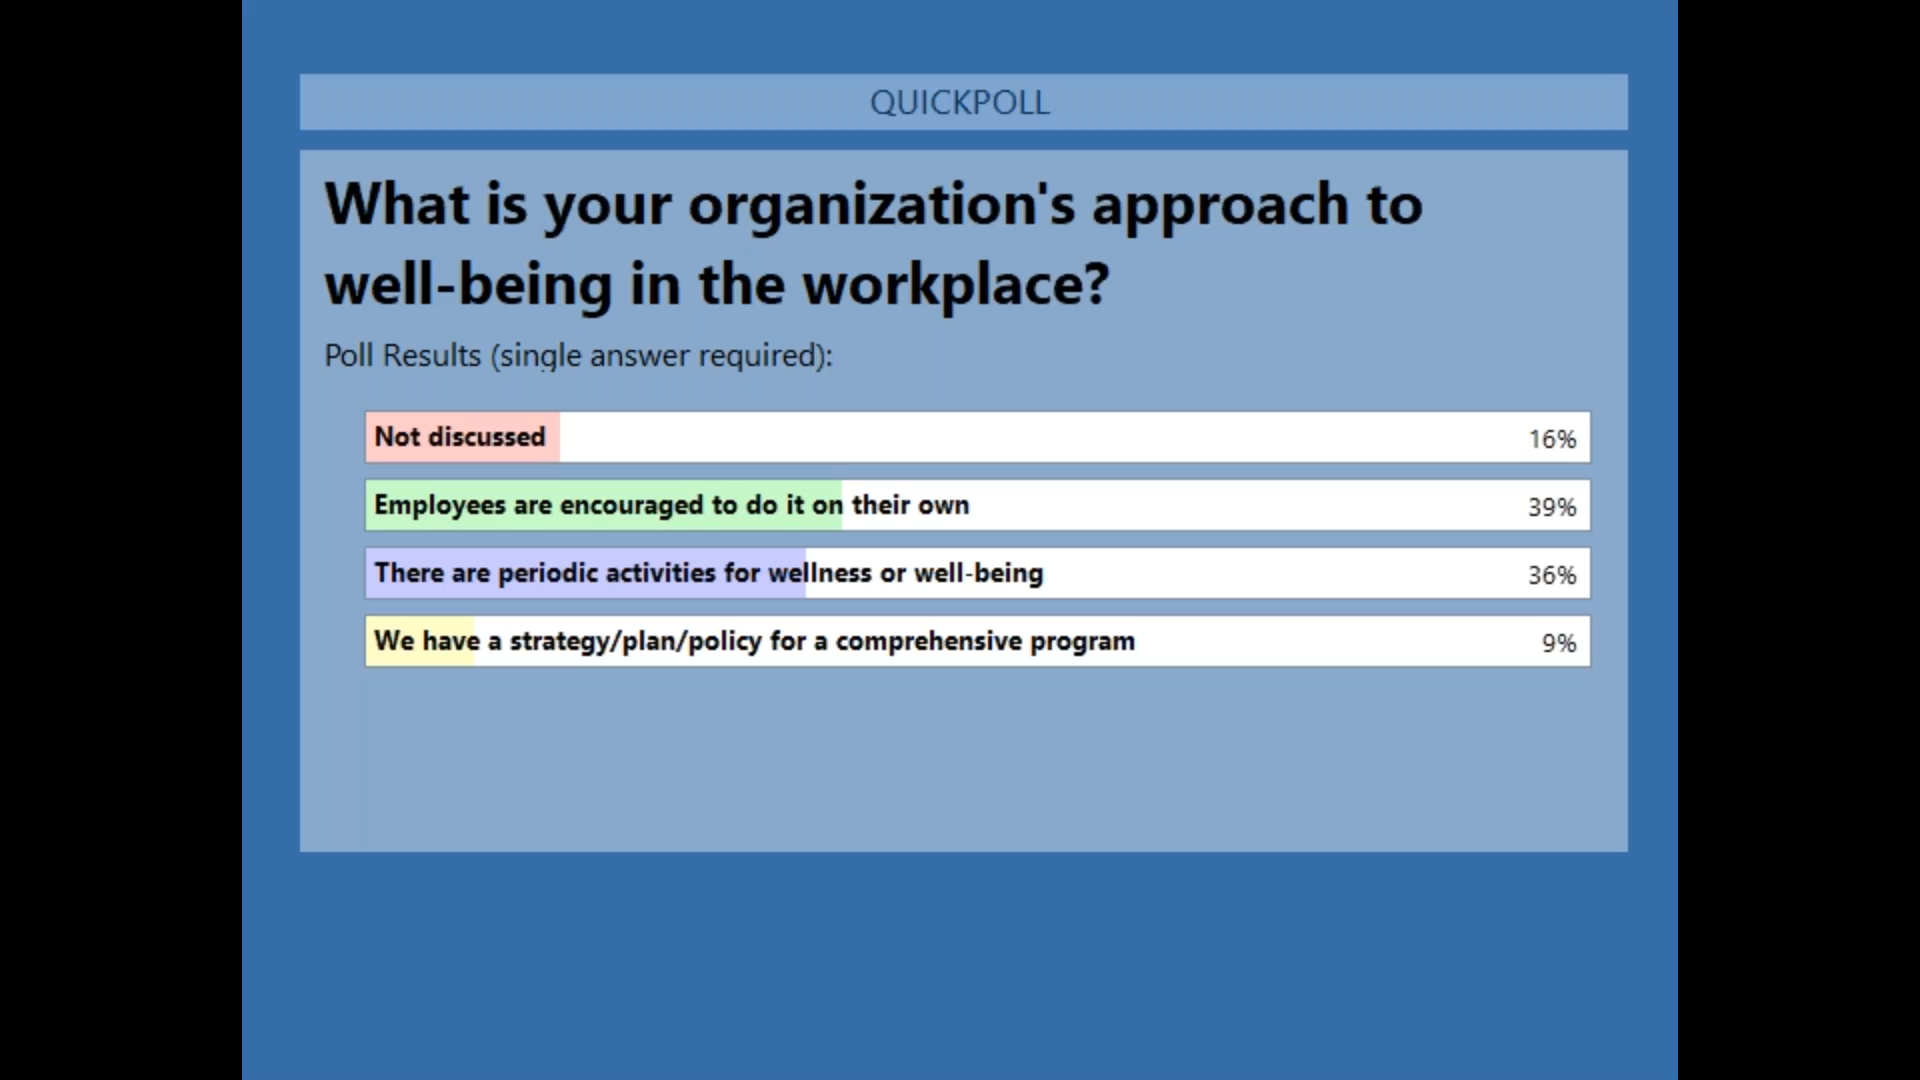 QUICKPOLL
What is your organization's approach to
well-being in the workplace?
Poll Results (single answer required):
Not discussed 16%
Employees are encouraged to do it on their own 39%
There are periodic activities for wellness or well-being 36%
We have a strategy/plan/policy for a comprehensive program 9%